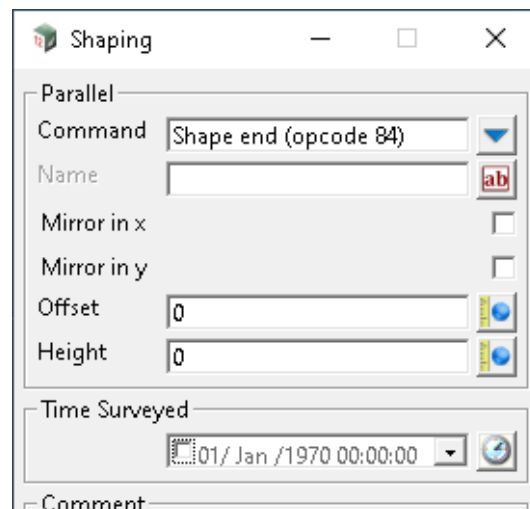 Shaping
Parallel
Command Shape end (opcode 84)
Name ab
Mirror in x
Mirror in y
Offset 0
Height 0
Time Surveyed
01/ Jan /1970 00:00:00
Comment